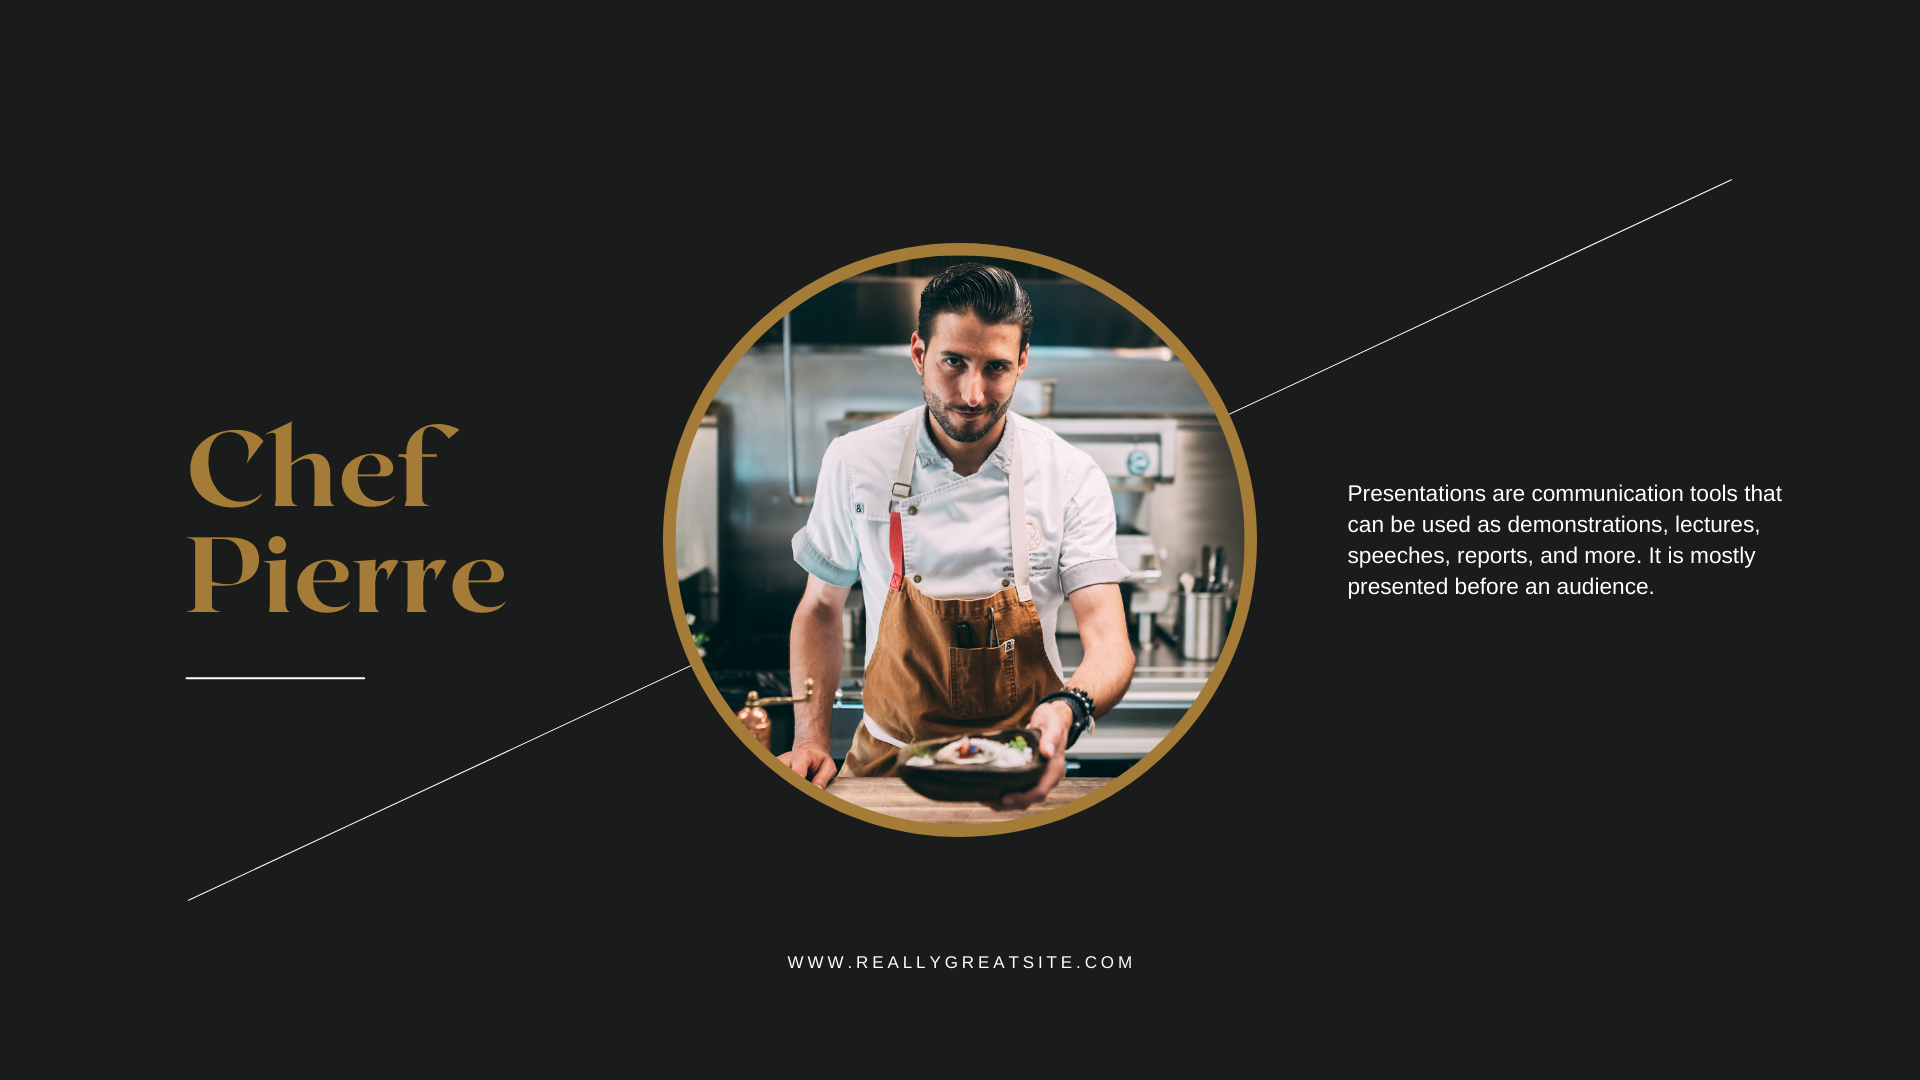 Chef
Pierre
Presentations are communication tools that
can be used as demonstrations, lectures,
speeches, reports, and more. It is mostly
presented before an audience.
WWW.REALLYGREATSITE.COM